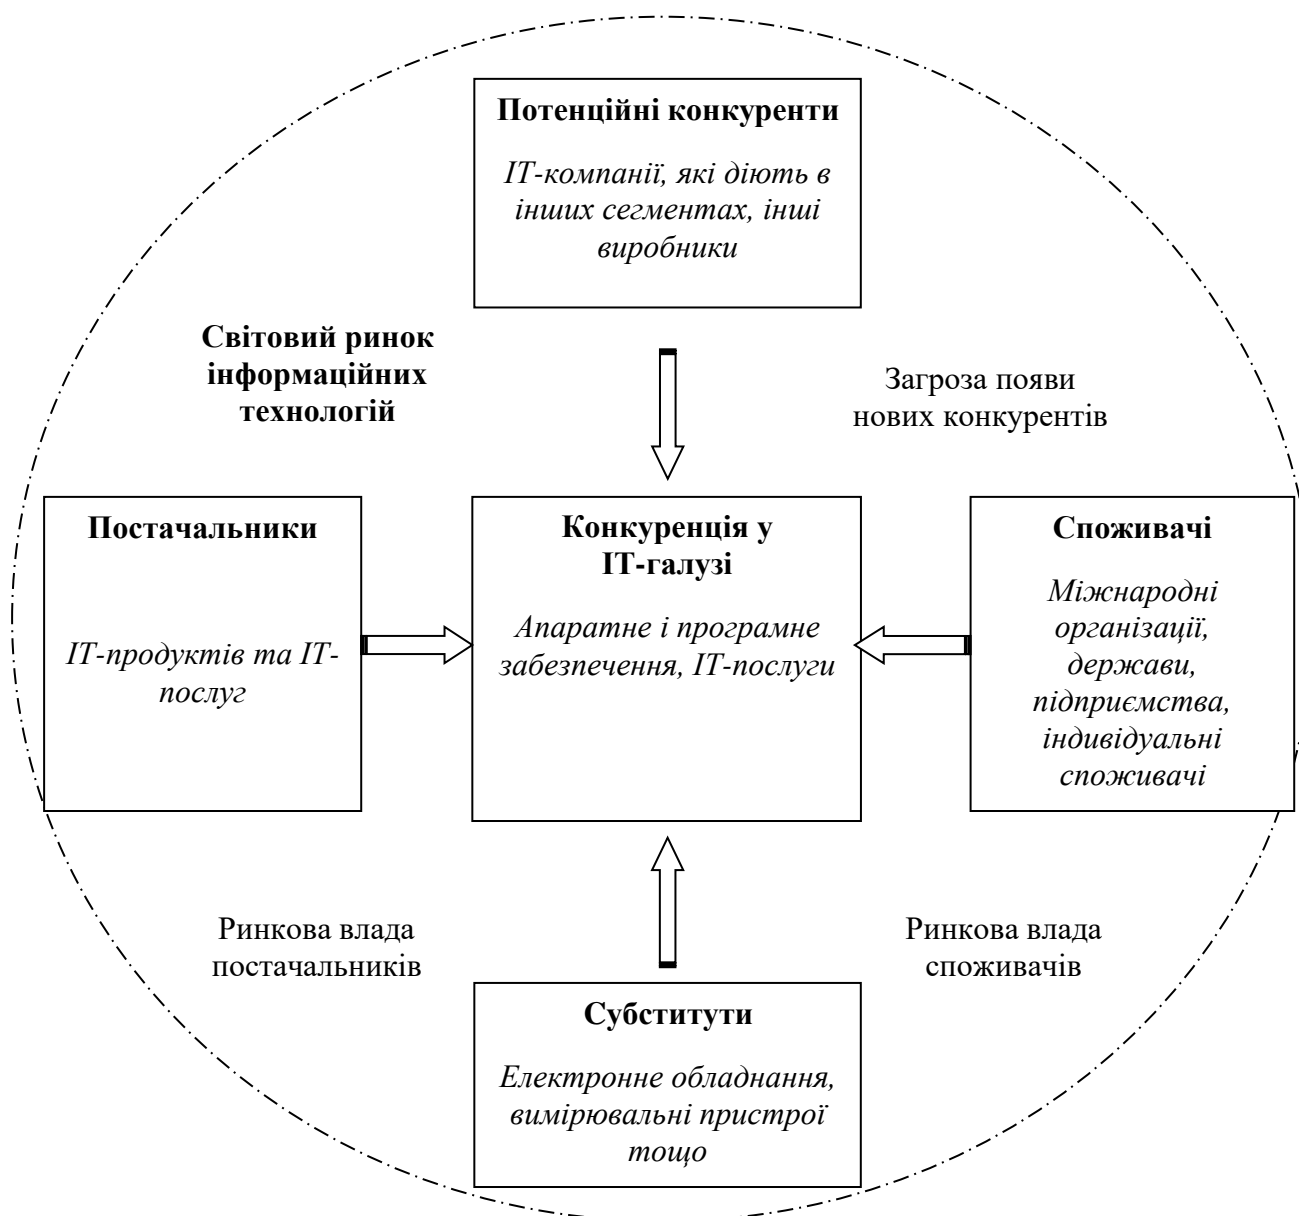 Потенційні конкуренти
ІТ-компанії, які діють в
інших сегментах, інші
виробники
Світовий ринок
інформаційних
технологій
Загроза появи
нових конкурентів
Постачальники
ІТ-продуктів та ІТ-
послуг
Конкуренція у
ІТ-галузі
Апаратне і програмне
забезпечення, ІТ-послуги
Споживачі
Міжнародні
організації,
держави,
підприємства,
індивідуальні
споживачі
Ринкова влада
постачальників
Ринкова влада
споживачів
Субститути
Електронне обладнання,
вимірювальні пристрої
тощо